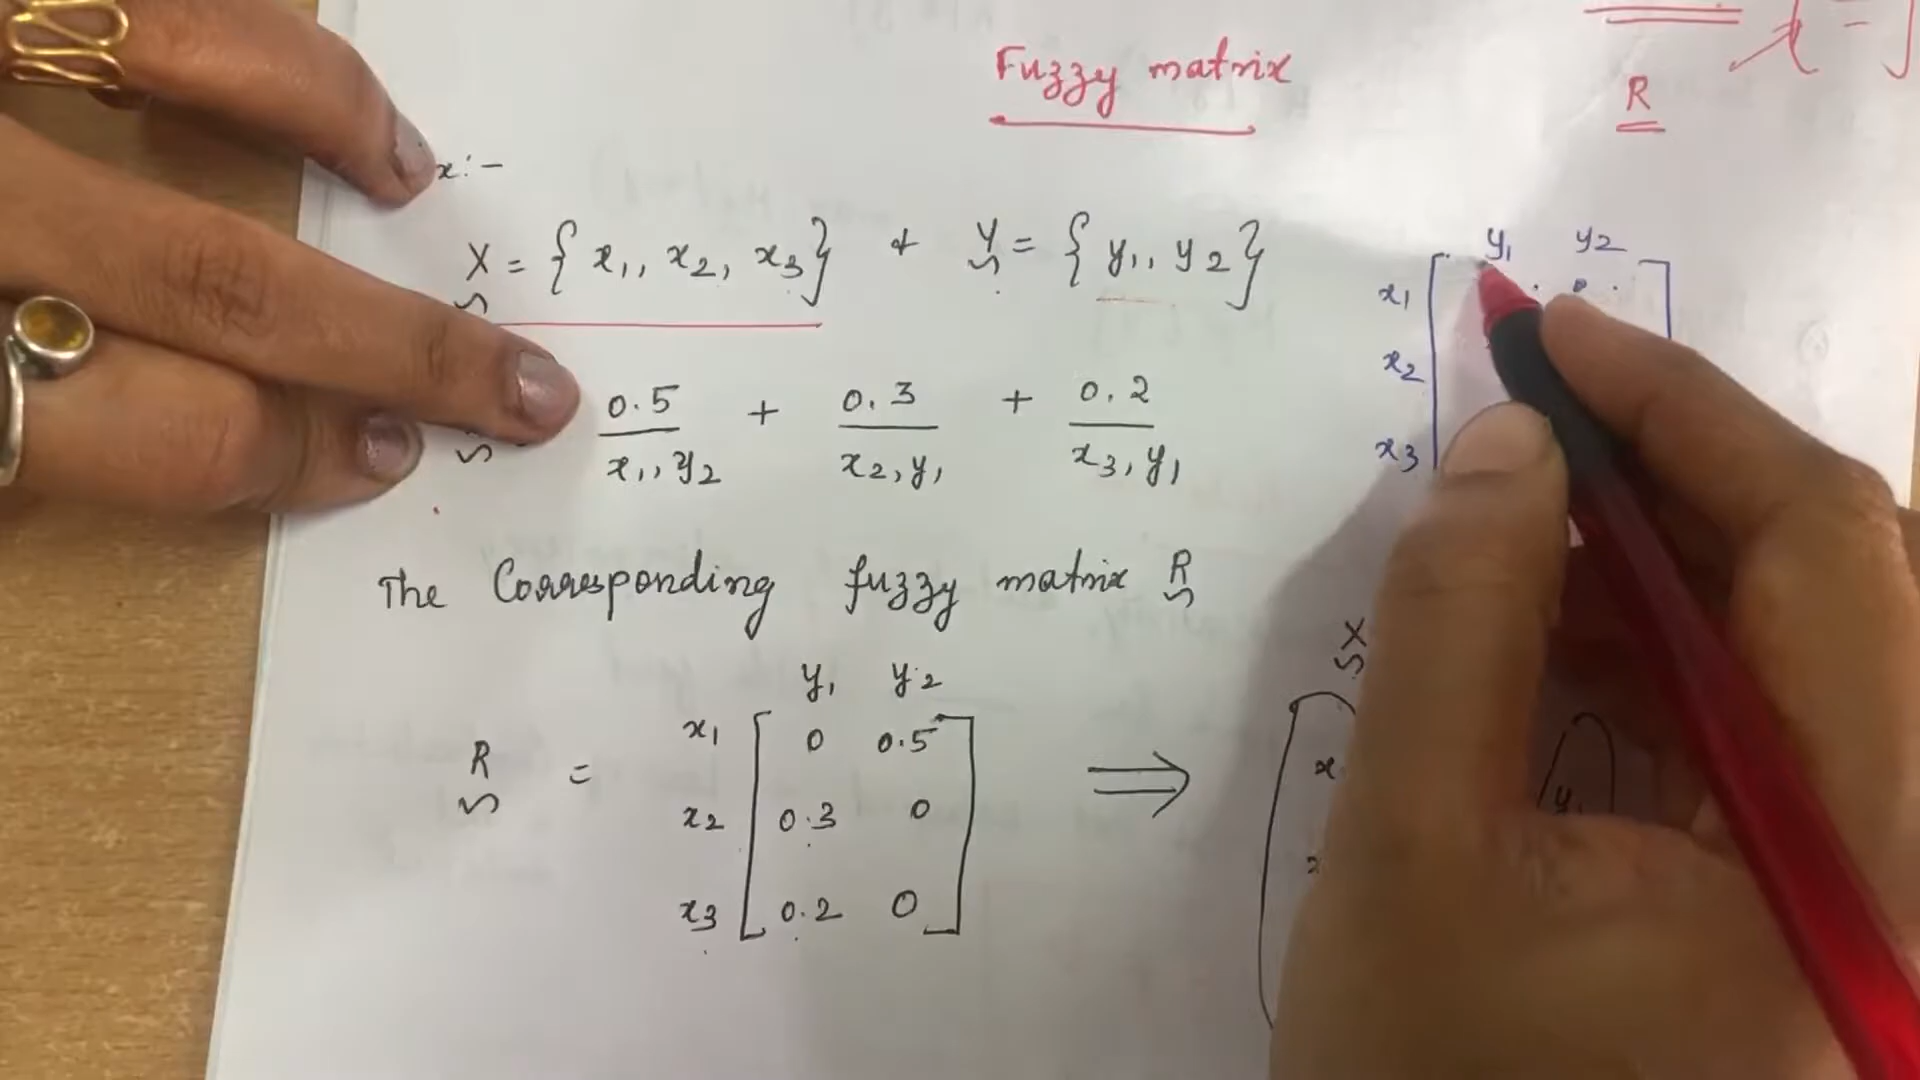 Fuzzy matrix
R
x:-
X = { x1, x2, x3} & Y = { y1, y2 }
0.5 + 0.3 + 0.2
x1, y2 x2, y1 x3, y1
y1 y2
x1
x2
x3
The Corresponding fuzzy matrix R
y1 y2
R = x1 [ 0 0.5 ] ⟹
x2 0.3 0
x3 0.2 0
X
x
y1